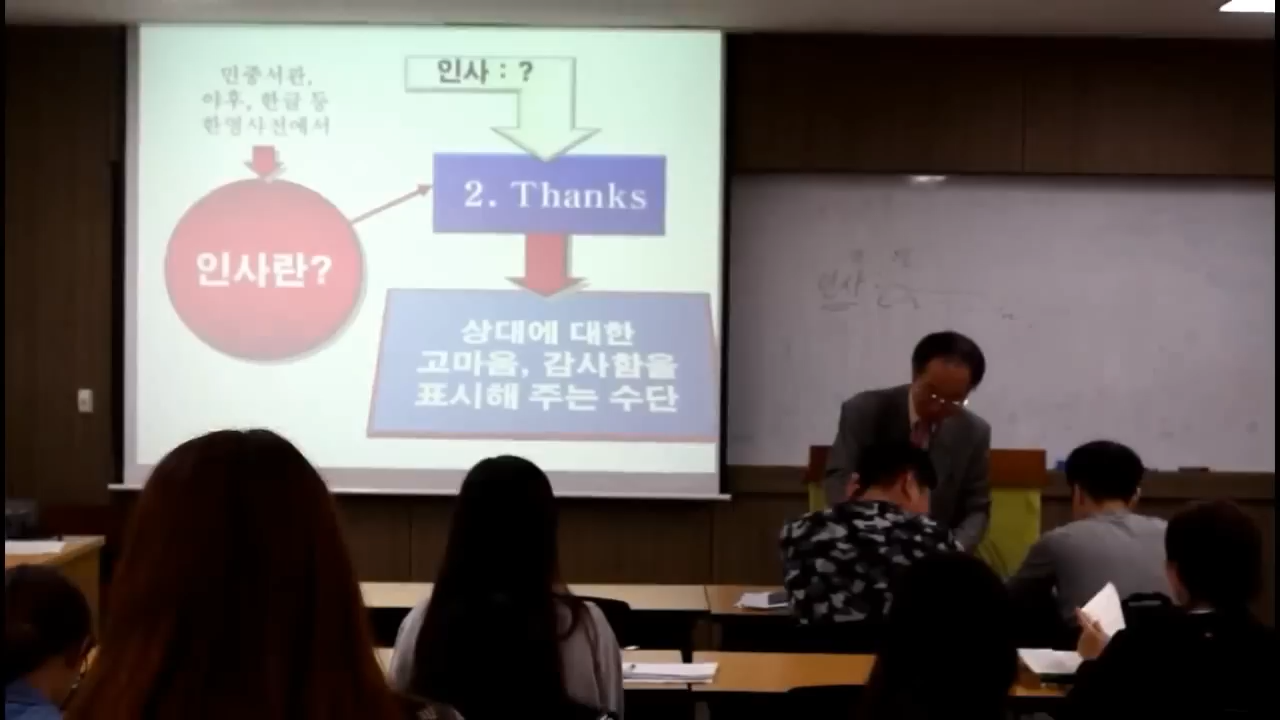 민중서관,
야후, 한글 등
한영사전에서
인사 : ?
2. Thanks
인사란?
상대에 대한
고마움, 감사함을
표시해 주는 수단
인사